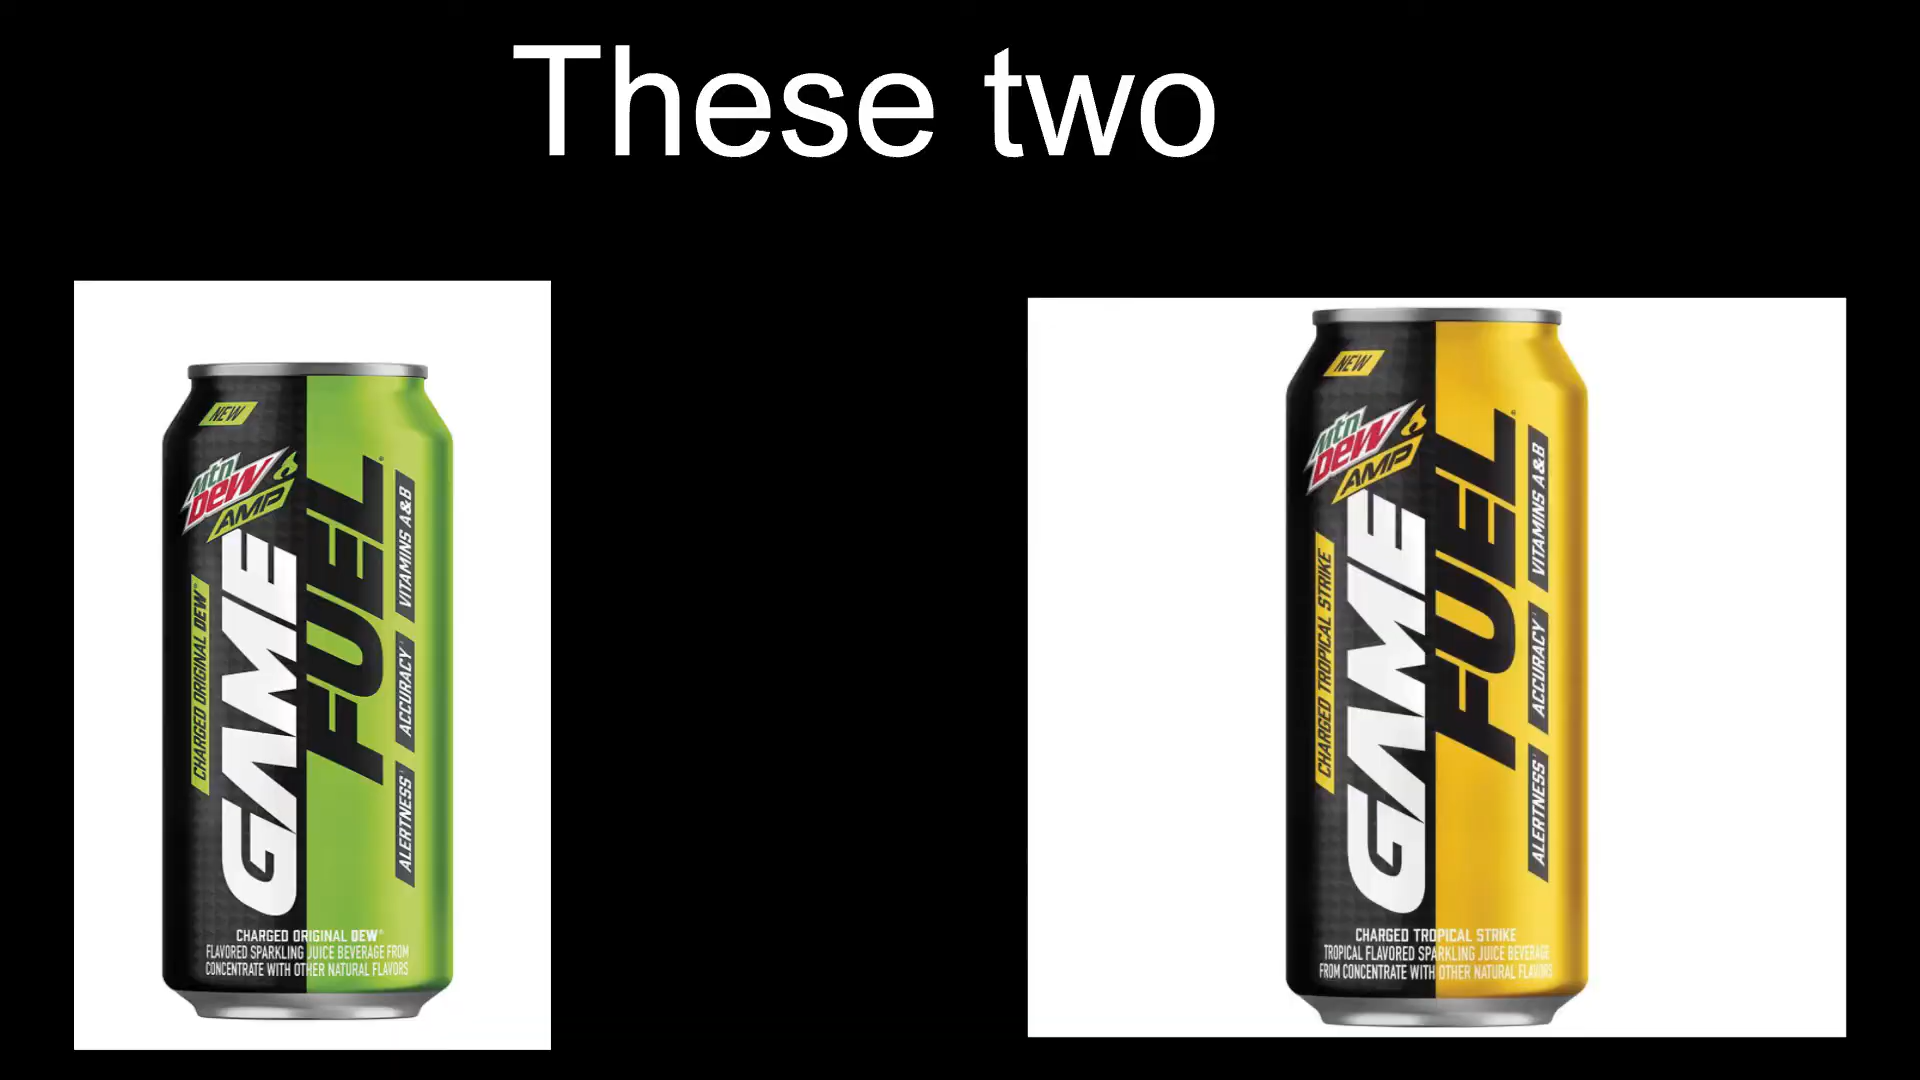 These two
NEW
mtn
DEW
AMP
GAME
FUEL
CHARGED ORIGINAL DEW®
ALERTNESS ACCURACY VITAMINS A&B
CHARGED ORIGINAL DEW®
FLAVORED SPARKLING JUICE BEVERAGE FROM
CONCENTRATE WITH OTHER NATURAL FLAVORS
NEW
mtn
DEW
AMP
GAME
FUEL
CHARGED TROPICAL STRIKE
ALERTNESS ACCURACY VITAMINS A&B
CHARGED TROPICAL STRIKE
TROPICAL FLAVORED SPARKLING JUICE BEVERAGE
FROM CONCENTRATE WITH OTHER NATURAL FLAVORS